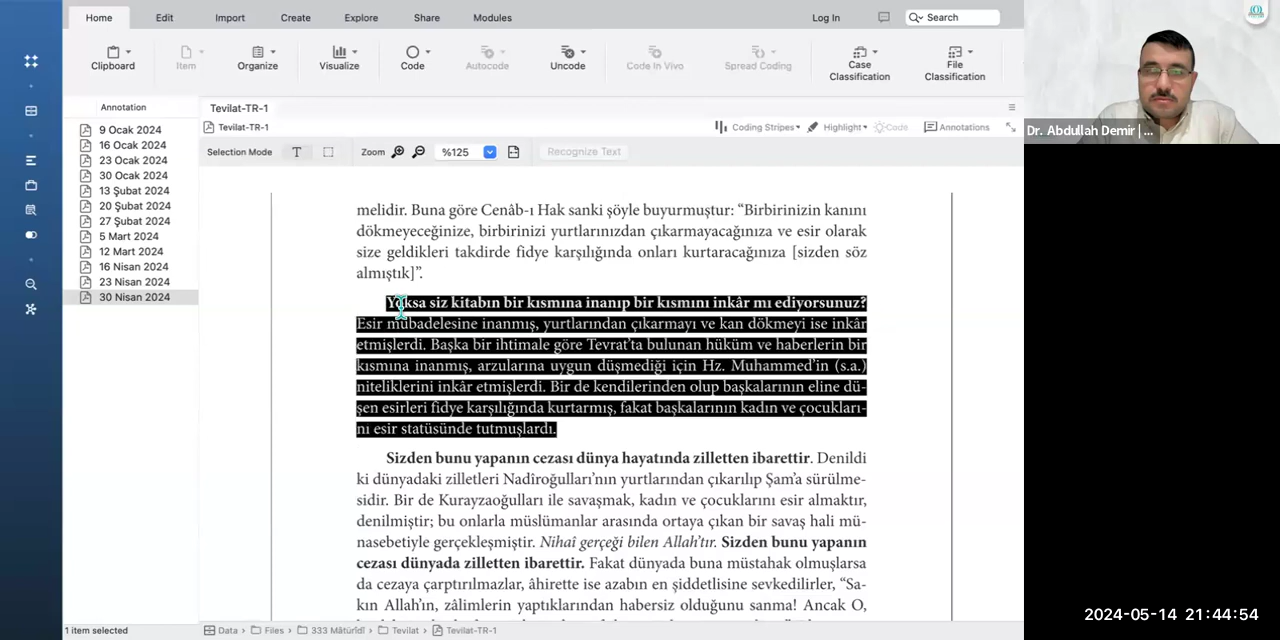 Home Edit Import Create Explore Share Modules Log In Search
Clipboard Item Organize Visualize Code Autocode Uncode Code In Vivo Spread Coding Case Classification File Classification
Annotation
9 Ocak 2024
16 Ocak 2024
23 Ocak 2024
30 Ocak 2024
13 Şubat 2024
20 Şubat 2024
27 Şubat 2024
5 Mart 2024
12 Mart 2024
16 Nisan 2024
23 Nisan 2024
30 Nisan 2024
1 item selected
Tevilat-TR-1
Tevilat-TR-1 Coding Stripes Highlight Code Annotations
Selection Mode T Zoom %125 Recognize Text
melidir. Buna göre Cenâb-ı Hak sanki şöyle buyurmuştur: “Birbirinizin kanını
dökmeyeceğinize, birbirinizi yurtlarınızdan çıkarmayacağınıza ve esir olarak
size geldikleri takdirde fidye karşılığında onları kurtaracağınıza [sizden söz
almıştık]”.
Yoksa siz kitabın bir kısmına inanıp bir kısmını inkâr mı ediyorsunuz?
Esir mübadelesine inanmış, yurtlarından çıkarmayı ve kan dökmeyi ise inkâr
etmişlerdi. Başka bir ihtimale göre Tevrat’ta bulunan hüküm ve haberlerin bir
kısmına inanmış, arzularına uygun düşmediği için Hz. Muhammed’in (s.a.)
niteliklerini inkâr etmişlerdi. Bir de kendilerinden olup başkalarının eline dü-
şen esirleri fidye karşılığında kurtarmış, fakat başkalarının kadın ve çocukları-
nı esir statüsünde tutmuşlardı.
Sizden bunu yapanın cezası dünya hayatında zilletten ibarettir. Denildi
ki dünyadaki zilletleri Nadîroğulları’nın yurtlarından çıkarılıp Şam’a sürülme-
sidir. Bir de Kurayzaoğulları ile savaşmak, kadın ve çocuklarını esir almaktır,
denilmiştir; bu onlarla müslümanlar arasında ortaya çıkan bir savaş hali mü-
nasebetiyle gerçekleşmiştir. Nihaî gerçeği bilen Allah’tır. Sizden bunu yapanın
cezası dünyada zilletten ibarettir. Fakat dünyada buna müstahak olmuşlarsa
da cezaya çarptırılmazlar, âhirette ise azabın en şiddetlisine sevkedilirler, “Sa-
kın Allah’ın, zâlimlerin yaptıklarından habersiz olduğunu sanma! Ancak O,
Data > Files > 333 Mâtürîdî > Tevilat > Tevilat-TR-1
Dr. Abdullah Demir | ...
2024-05-14 21:44:54